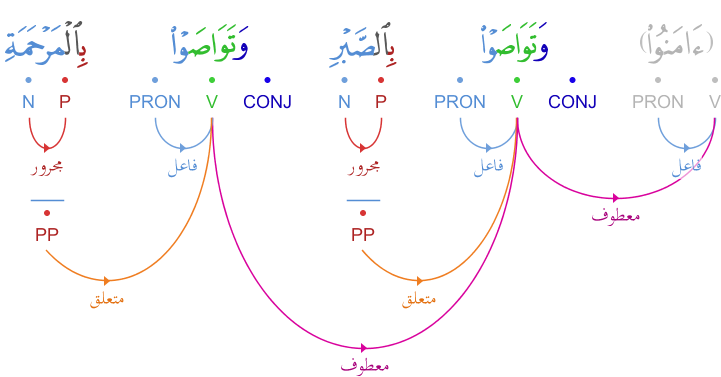 (ءَامَنُوا۟) وَتَوَاصَوْا۟ بِٱلصَّبْرِ وَتَوَاصَوْا۟ بِٱلْمَرْحَمَةِ
V PRON CONJ V PRON P N CONJ V PRON P N
فاعل فاعل مجرور فاعل مجرور
معطوف
PP PP
متعلق متعلق
معطوف